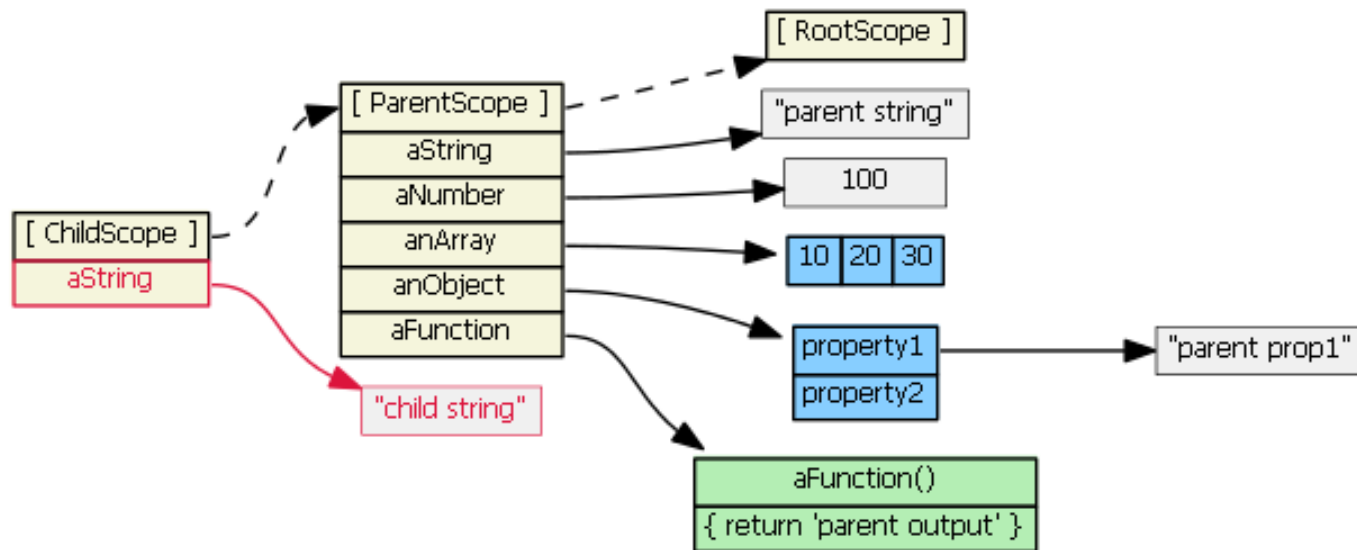 [ RootScope ]
[ ParentScope ]
"parent string"
aString
100
aNumber
[ ChildScope ]
anArray
10 20 30
aString
anObject
aFunction
property1
"parent prop1"
property2
"child string"
aFunction()
{ return 'parent output' }